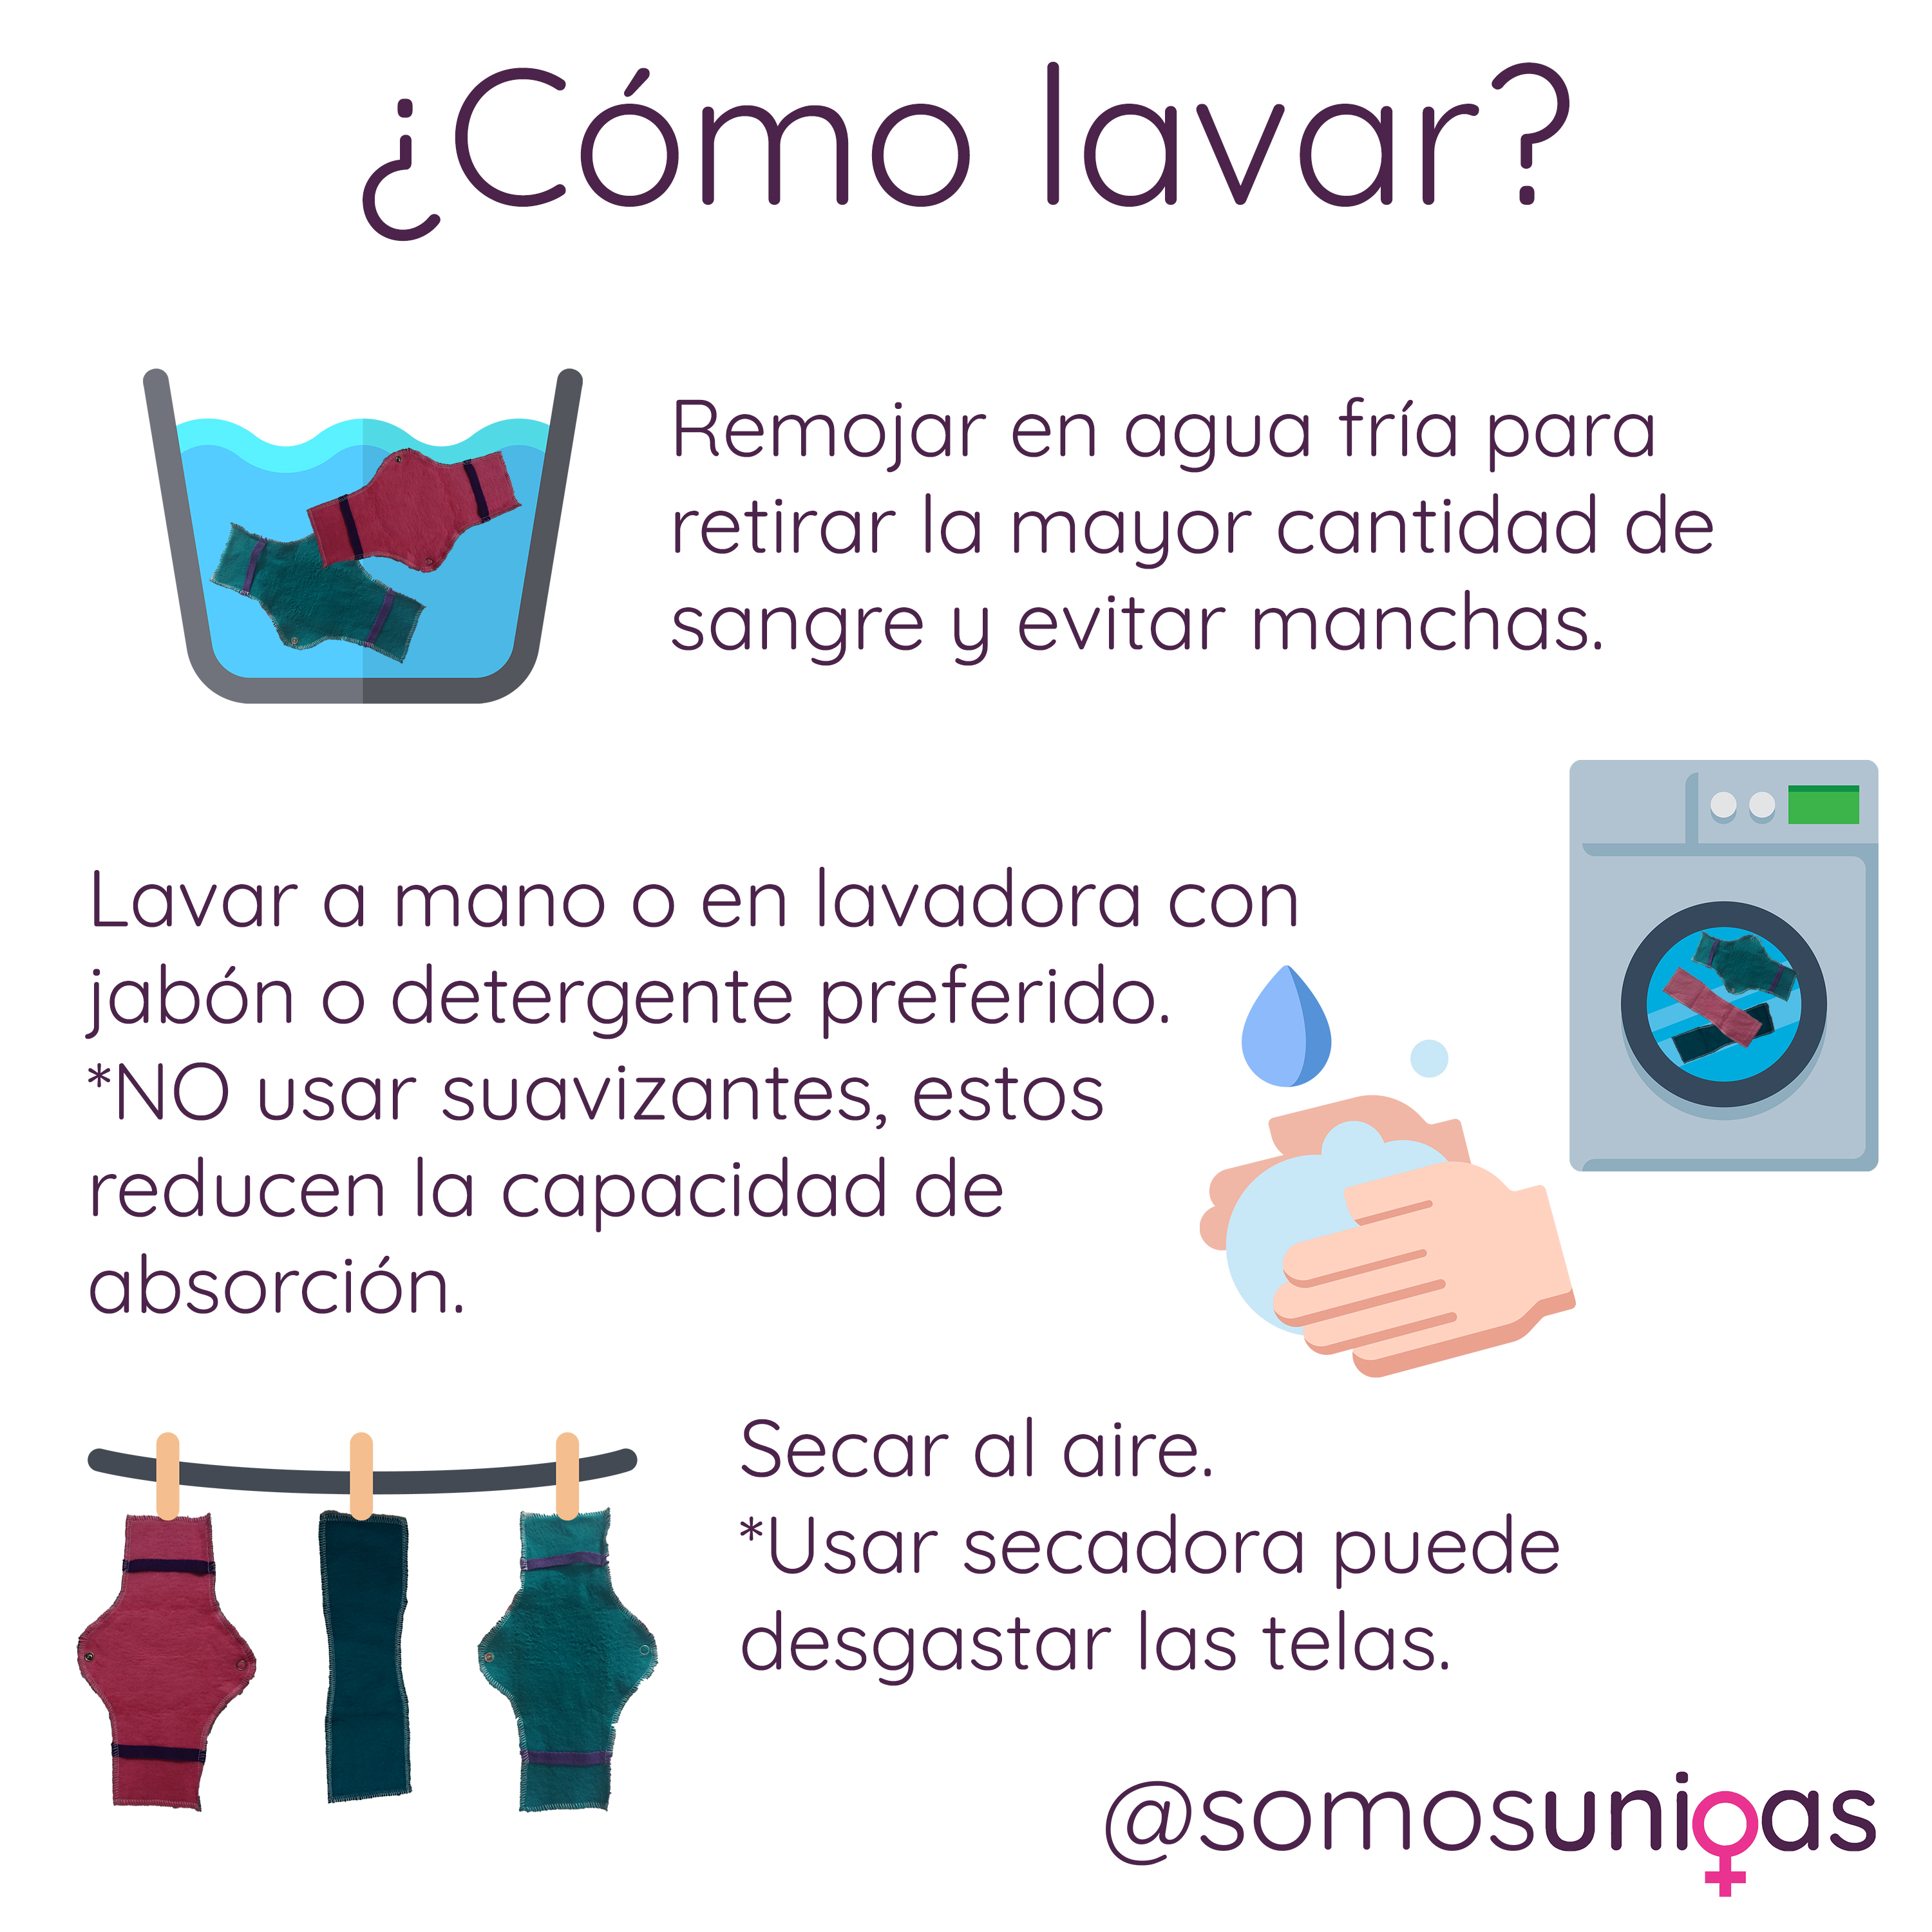 ¿Cómo lavar?
Remojar en agua fría para
retirar la mayor cantidad de
sangre y evitar manchas.
Lavar a mano o en lavadora con
jabón o detergente preferido.
*NO usar suavizantes, estos
reducen la capacidad de
absorción.
Secar al aire.
*Usar secadora puede
desgastar las telas.
@somosuniqas